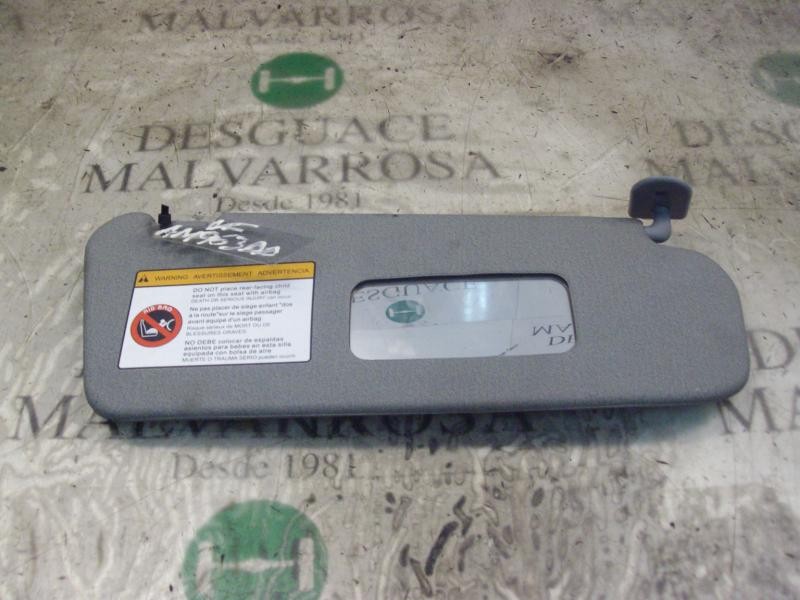 DESGUACE
MALVARROSA
DESGUACE
MALVARROSA
Desde 1981
WARNING AVERTISSEMENT ADVERTENCIA
AIR BAG
DO NOT place rear-facing child
seat on this seat with airbag
DEATH OR SERIOUS INJURY can occur
Ne pas placer de siege enfant "dos
à la route" sur le siege passager
avant équipé d'un airbag
Risque sérieux de MORT OU DE
BLESSURES GRAVES
NO DEBE colocar de espaldas
asientos para bebes en esta silla
equipada con bolsa de aire
MUERTE O TRAUMA SERIO pueden ocurrir
DESGUACE
MALVARROSA
Desde 1981